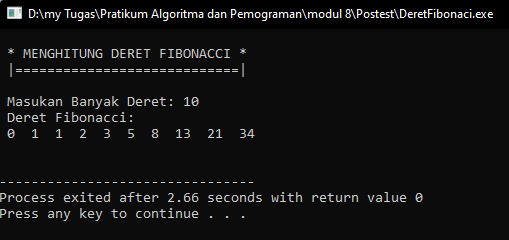 D:\my Tugas\Pratikum Algoritma dan Pemograman\modul 8\Postest\DeretFibonaci.exe
* MENGHITUNG DERET FIBONACCI *
|============================|
Masukan Banyak Deret: 10
Deret Fibonacci:
0  1  1  2  3  5  8  13  21  34
--------------------------------
Process exited after 2.66 seconds with return value 0
Press any key to continue . . .